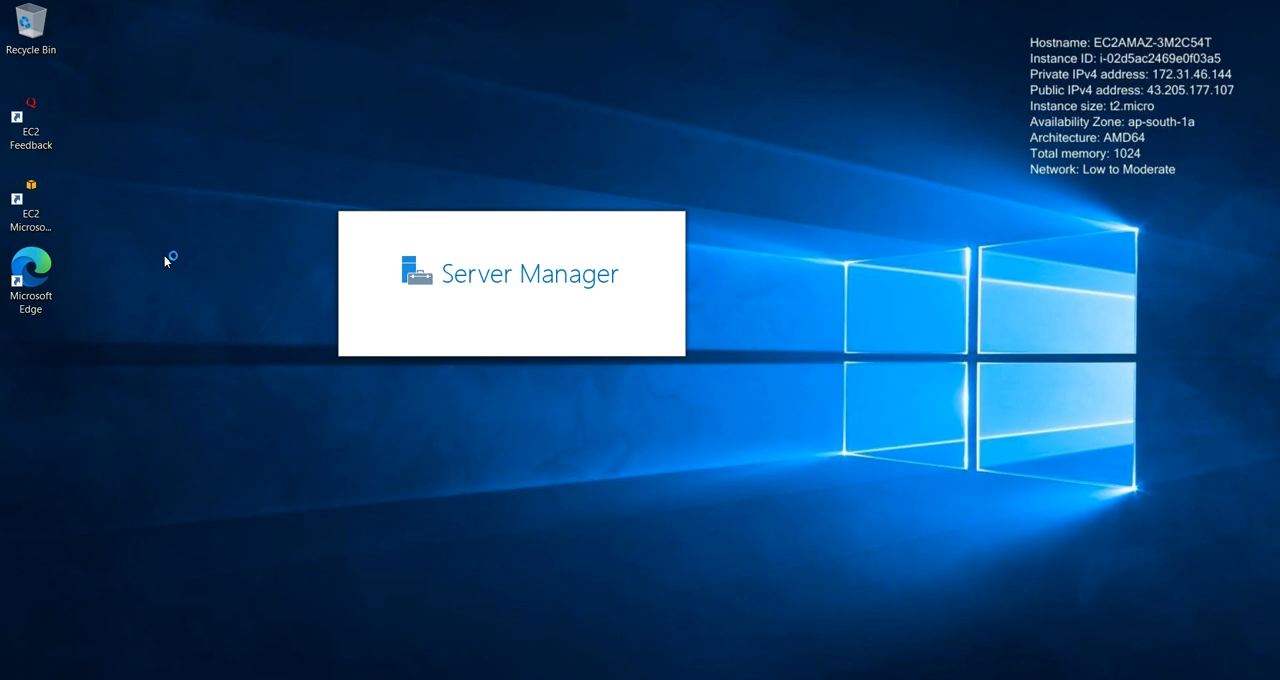 Recycle Bin
EC2
Feedback
EC2
Microso...
Microsoft
Edge
Server Manager
Hostname: EC2AMAZ-3M2C54T
Instance ID: i-02d5ac2469e0f03a5
Private IPv4 address: 172.31.46.144
Public IPv4 address: 43.205.177.107
Instance size: t2.micro
Availability Zone: ap-south-1a
Architecture: AMD64
Total memory: 1024
Network: Low to Moderate